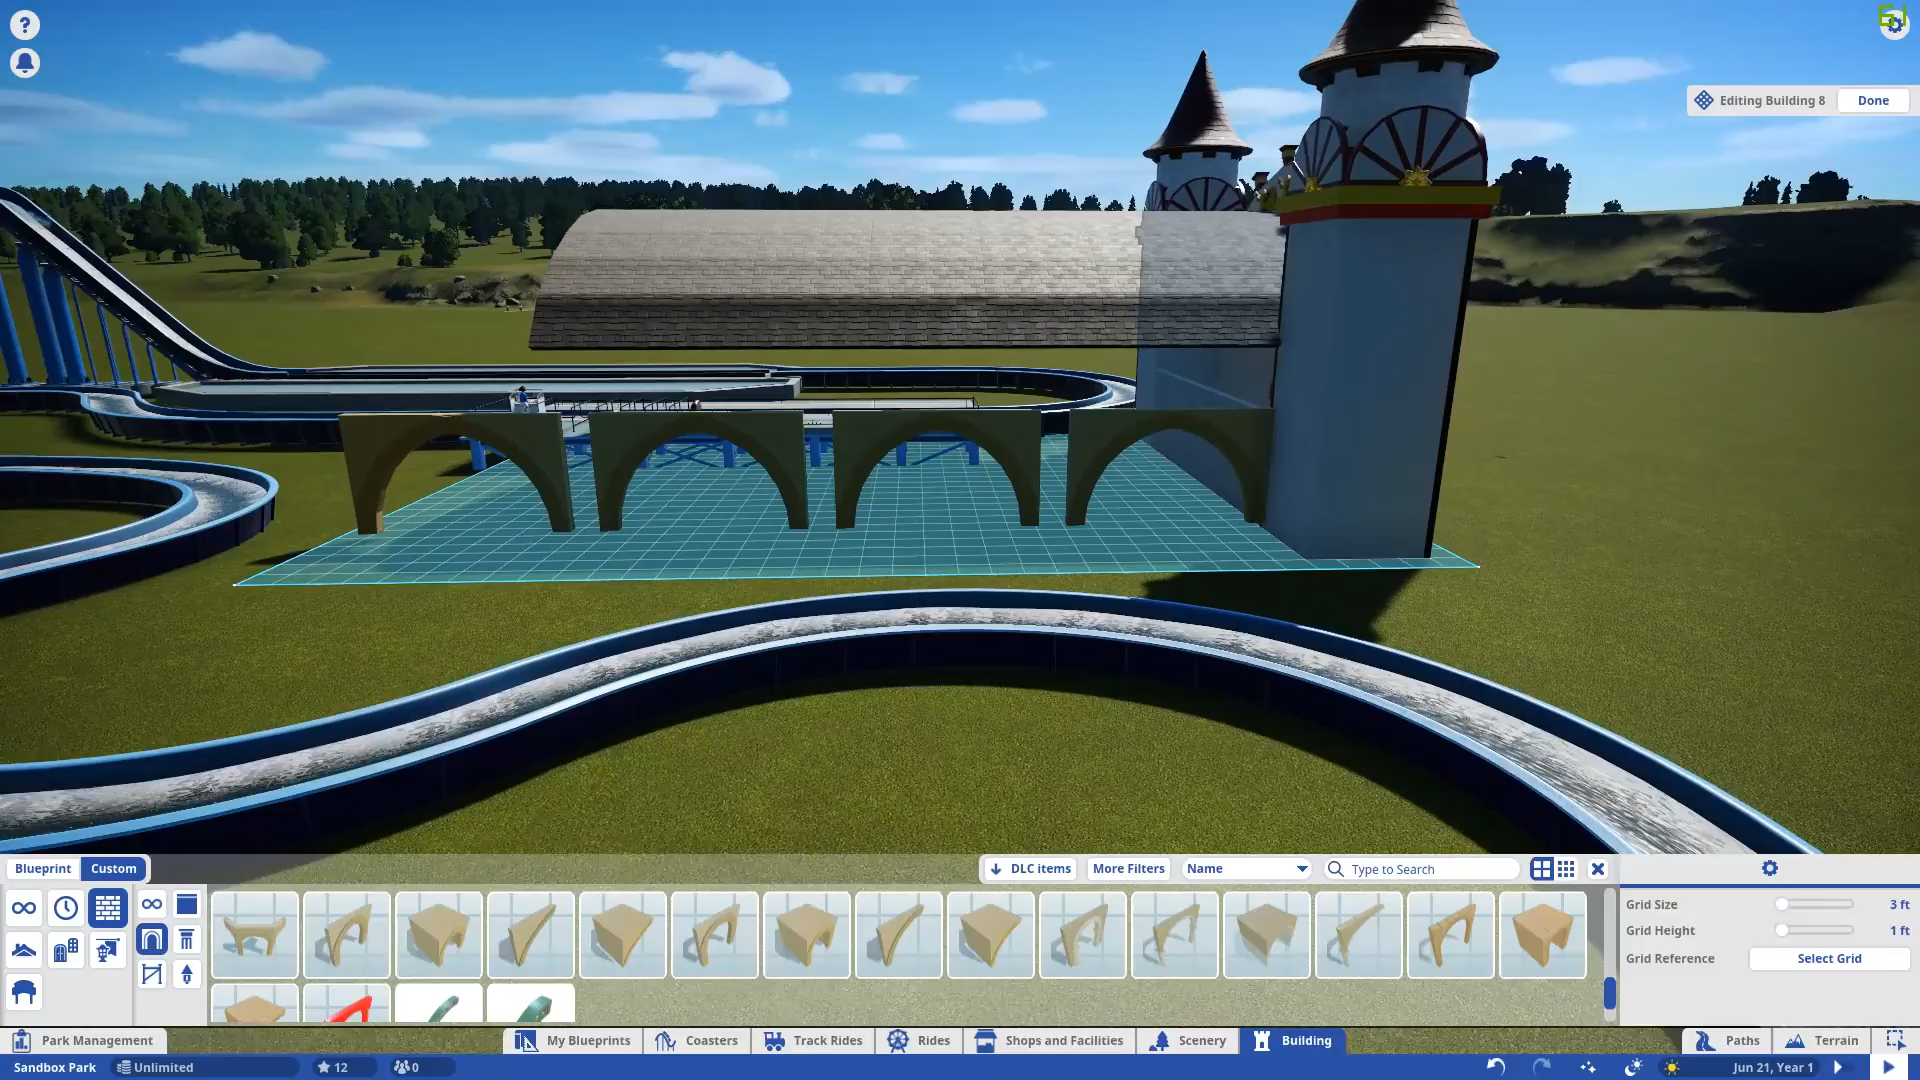 ?
61
Editing Building 8
Done
Blueprint
Custom
DLC items
More Filters
Name
Type to Search
Grid Size
3 ft
Grid Height
1 ft
Grid Reference
Select Grid
Park Management
My Blueprints
Coasters
Track Rides
Rides
Shops and Facilities
Scenery
Building
Paths
Terrain
Sandbox Park
Unlimited
12
0
Jun 21, Year 1